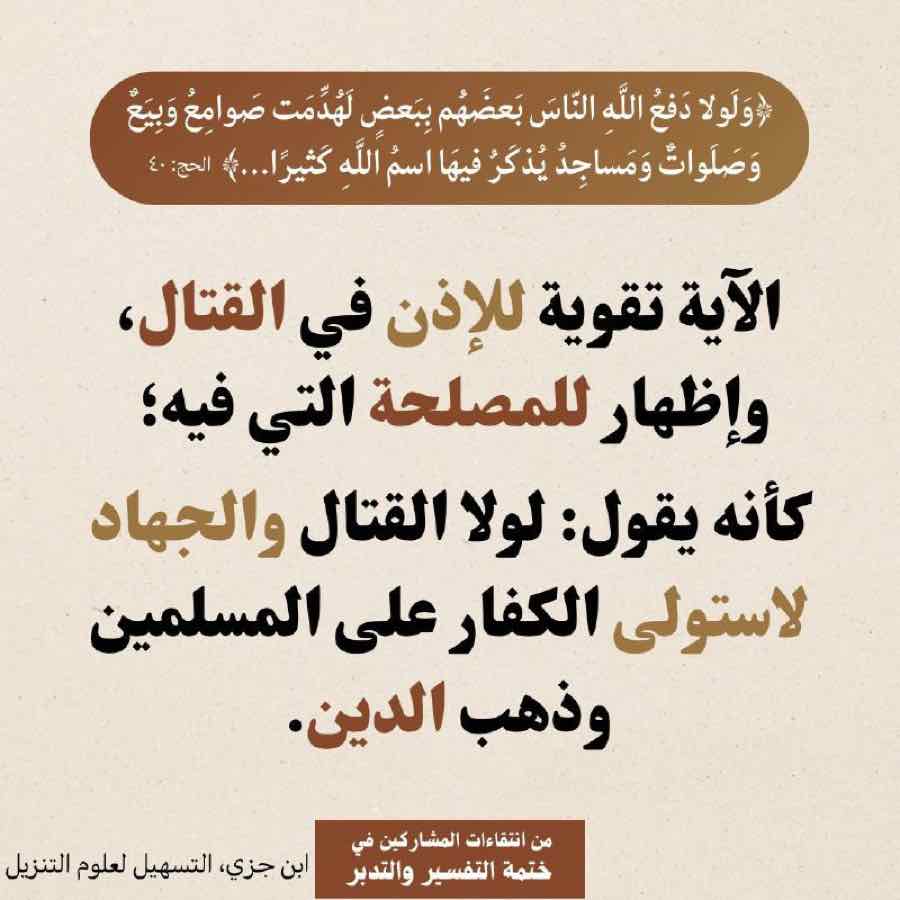 ﴿وَلَولا دَفعُ اللَّهِ النّاسَ بَعضَهُم بِبَعضٍ لَهُدِّمَت صَوامِعُ وَبِيَعٌ
وَصَلَواتٌ وَمَساجِدُ يُذكَرُ فيهَا اسمُ اللَّهِ كَثيرًا...﴾ الحج: ٤٠
الآية تقوية للإذن في القتال،
وإظهار للمصلحة التي فيه؛
كأنه يقول: لولا القتال والجهاد
لاستولى الكفار على المسلمين
وذهب الدين.
من انتقاءات المشاركين في
ختمة التفسير والتدبر
ابن جزي، التسهيل لعلوم التنزيل